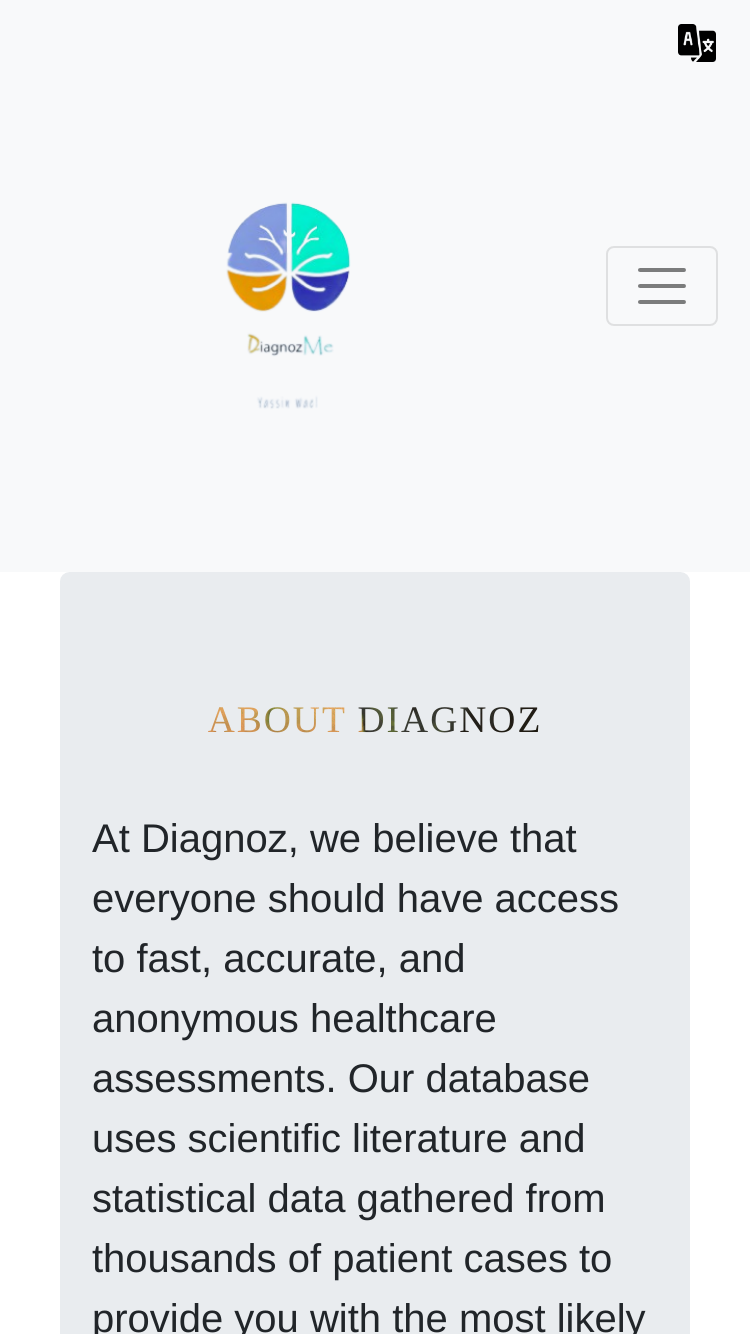 DiagnozMe
Yassin Wael
ABOUT DIAGNOZ
At Diagnoz, we believe that
everyone should have access
to fast, accurate, and
anonymous healthcare
assessments. Our database
uses scientific literature and
statistical data gathered from
thousands of patient cases to
provide you with the most likely